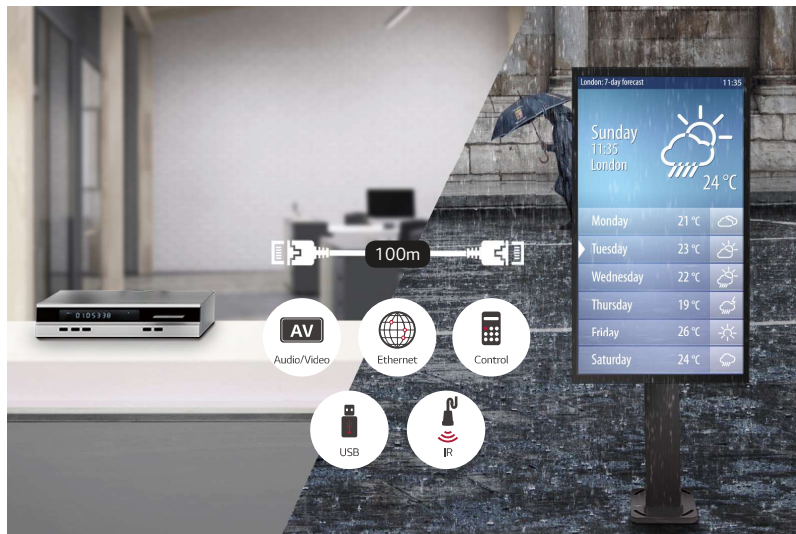 London: 7-day forecast 11:35
Sunday
11:35
London
24 °C
Monday 21 °C
Tuesday 23 °C
Wednesday 22 °C
Thursday 19 °C
Friday 26 °C
Saturday 24 °C
100m
0105338
AV
Audio/Video
Ethernet
Control
USB
IR